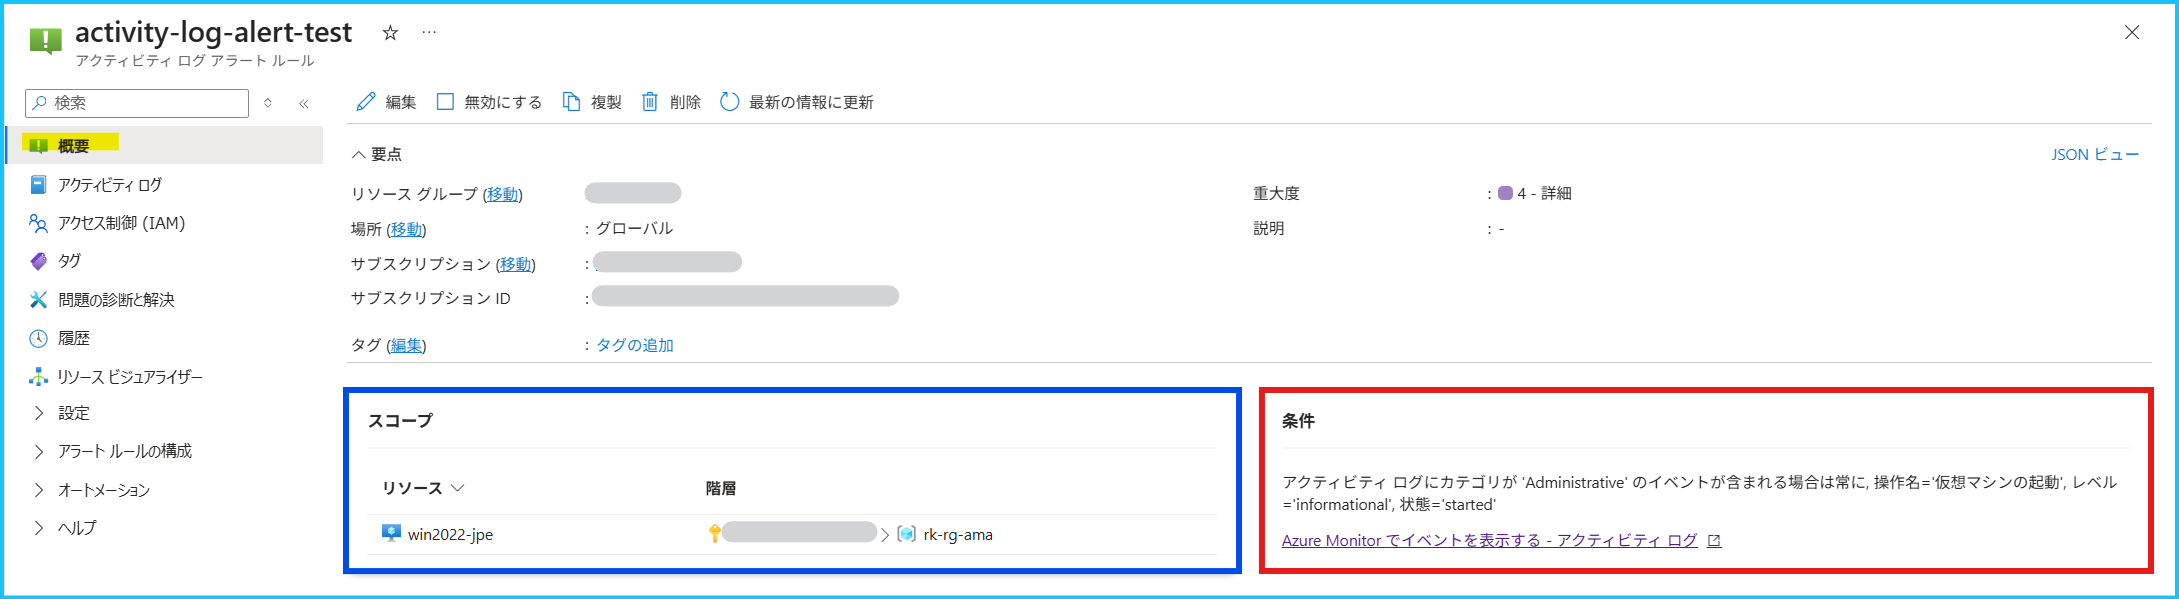 activity-log-alert-test ☆ …
アクティビティ ログ アラート ルール
検索
概要
アクティビティ ログ
アクセス制御 (IAM)
タグ
問題の診断と解決
履歴
リソース ビジュアライザー
設定
アラート ルールの構成
オートメーション
ヘルプ
編集 無効にする 複製 削除 最新の情報に更新
要点
JSON ビュー
リソース グループ (移動)
場所 (移動) : グローバル
サブスクリプション (移動) :
サブスクリプション ID :
タグ (編集) : タグの追加
重大度 : 4 - 詳細
説明 : -
スコープ
リソース 階層
win2022-jpe > rk-rg-ama
条件
アクティビティ ログにカテゴリが 'Administrative' のイベントが含まれる場合は常に, 操作名='仮想マシンの起動', レベル
='informational', 状態='started'
Azure Monitor でイベントを表示する - アクティビティ ログ